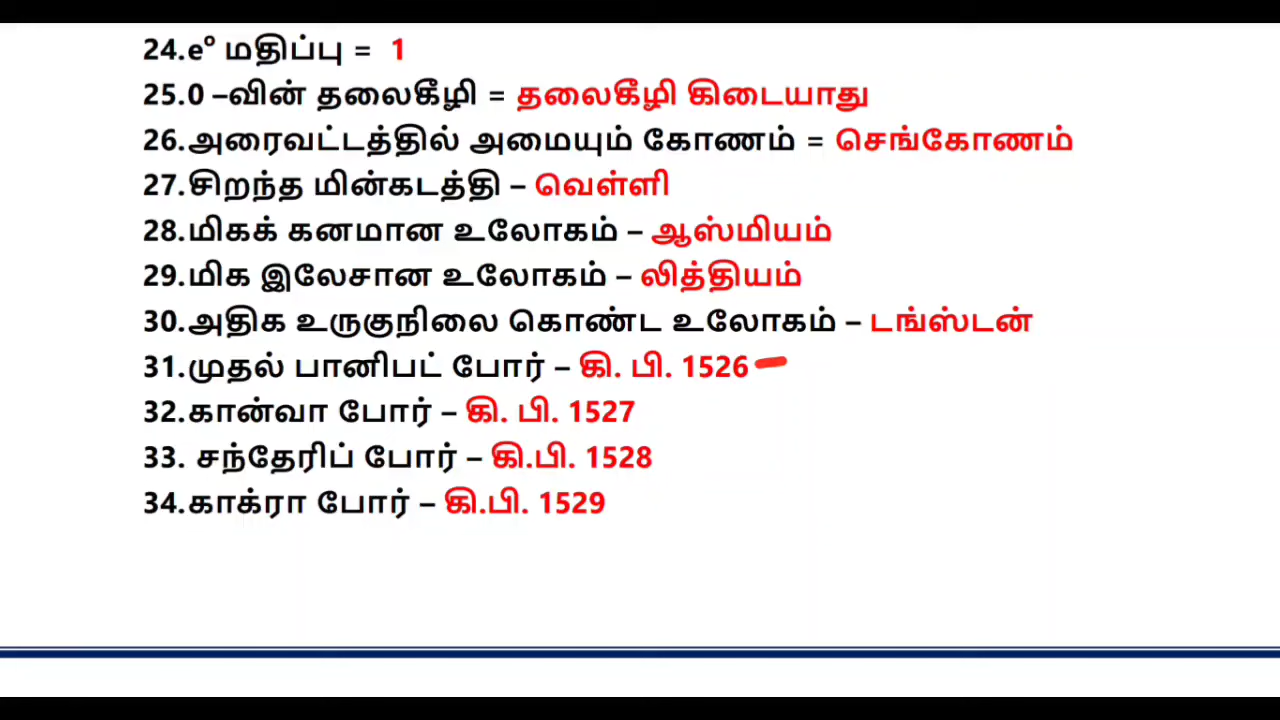 24.e⁰ மதிப்பு = 1
25.0 –வின் தலைகீழி = தலைகீழி கிடையாது
26.அரைவட்டத்தில் அமையும் கோணம் = செங்கோணம்
27.சிறந்த மின்கடத்தி – வெள்ளி
28.மிகக் கனமான உலோகம் – ஆஸ்மியம்
29.மிக இலேசான உலோகம் – லித்தியம்
30.அதிக உருகுநிலை கொண்ட உலோகம் – டங்ஸ்டன்
31.முதல் பானிபட் போர் – கி. பி. 1526
32.கான்வா போர் – கி. பி. 1527
33. சந்தேரிப் போர் – கி.பி. 1528
34.காக்ரா போர் – கி.பி. 1529